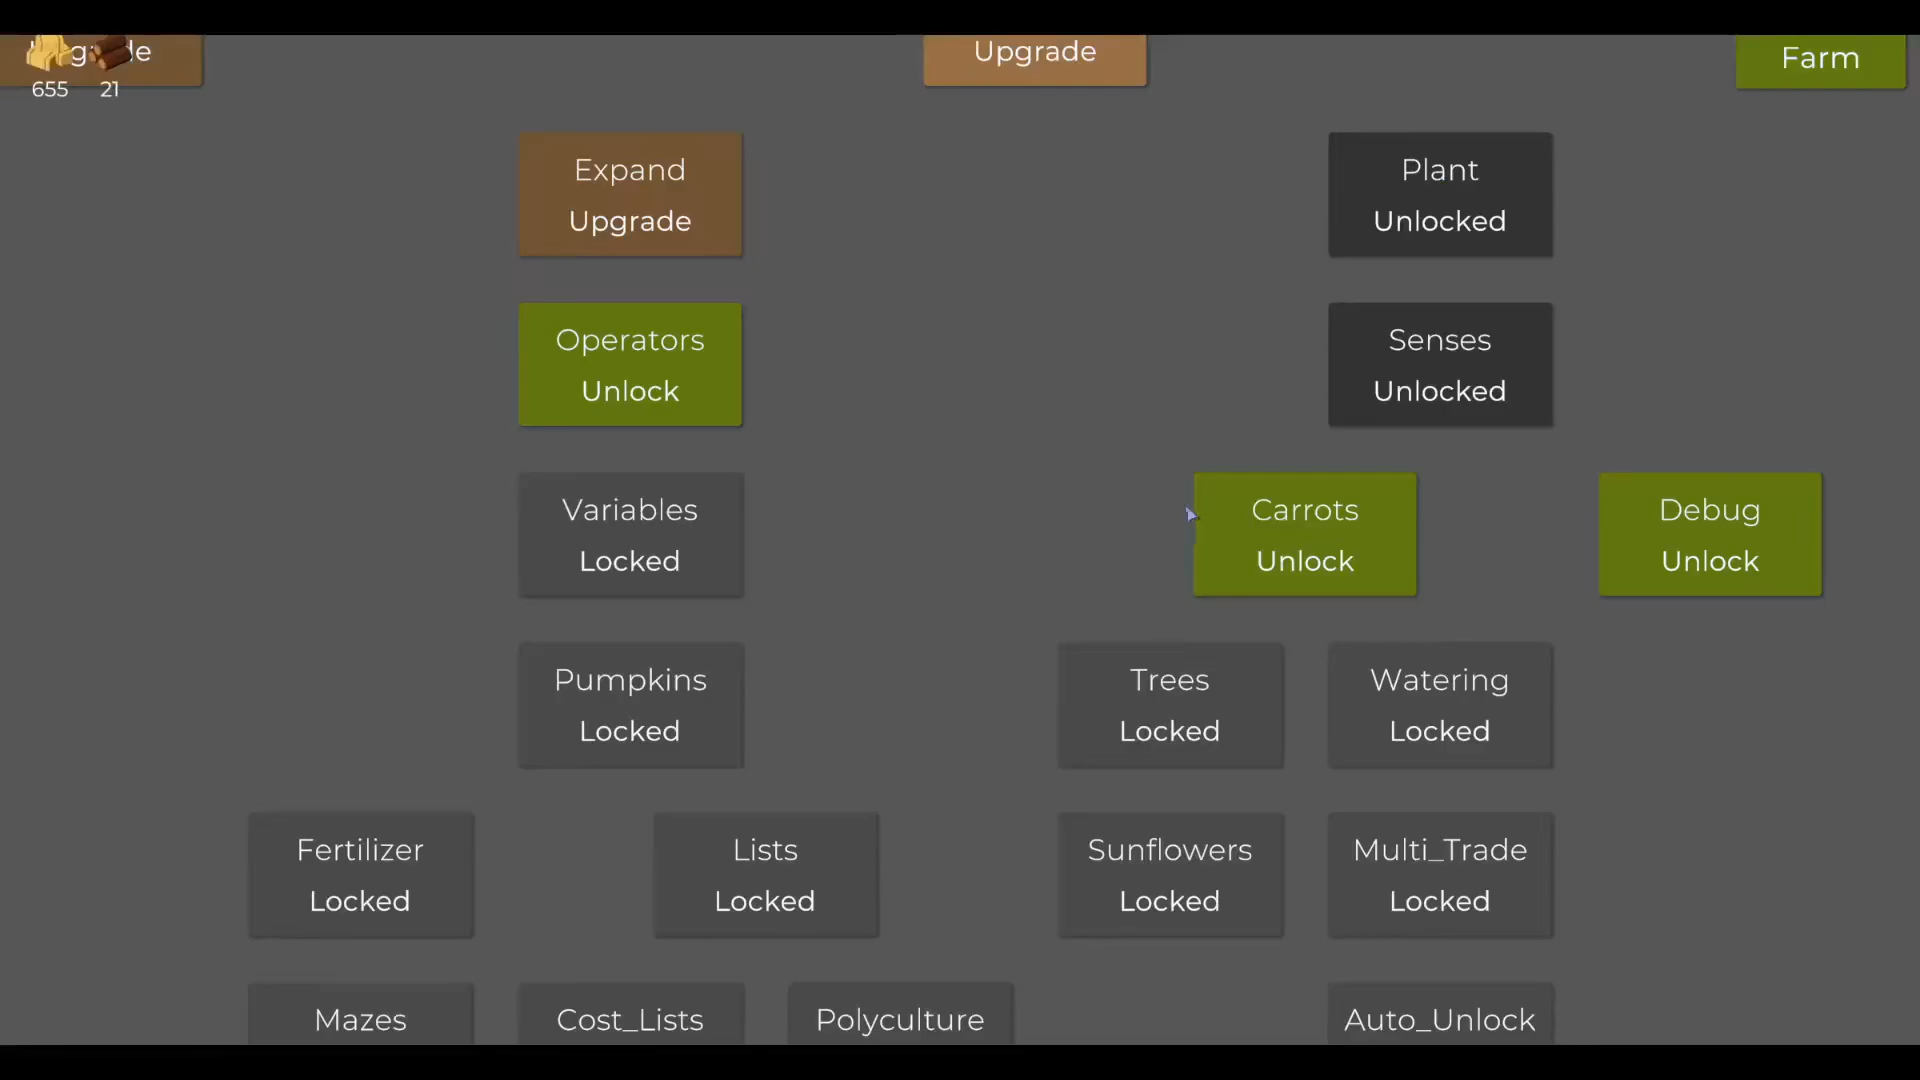 Upgrade
Farm
655 21
Expand
Upgrade
Plant
Unlocked
Operators
Unlock
Senses
Unlocked
Variables
Locked
Carrots
Unlock
Debug
Unlock
Pumpkins
Locked
Trees
Locked
Watering
Locked
Fertilizer
Locked
Lists
Locked
Sunflowers
Locked
Multi_Trade
Locked
Mazes
Cost_Lists
Polyculture
Auto_Unlock